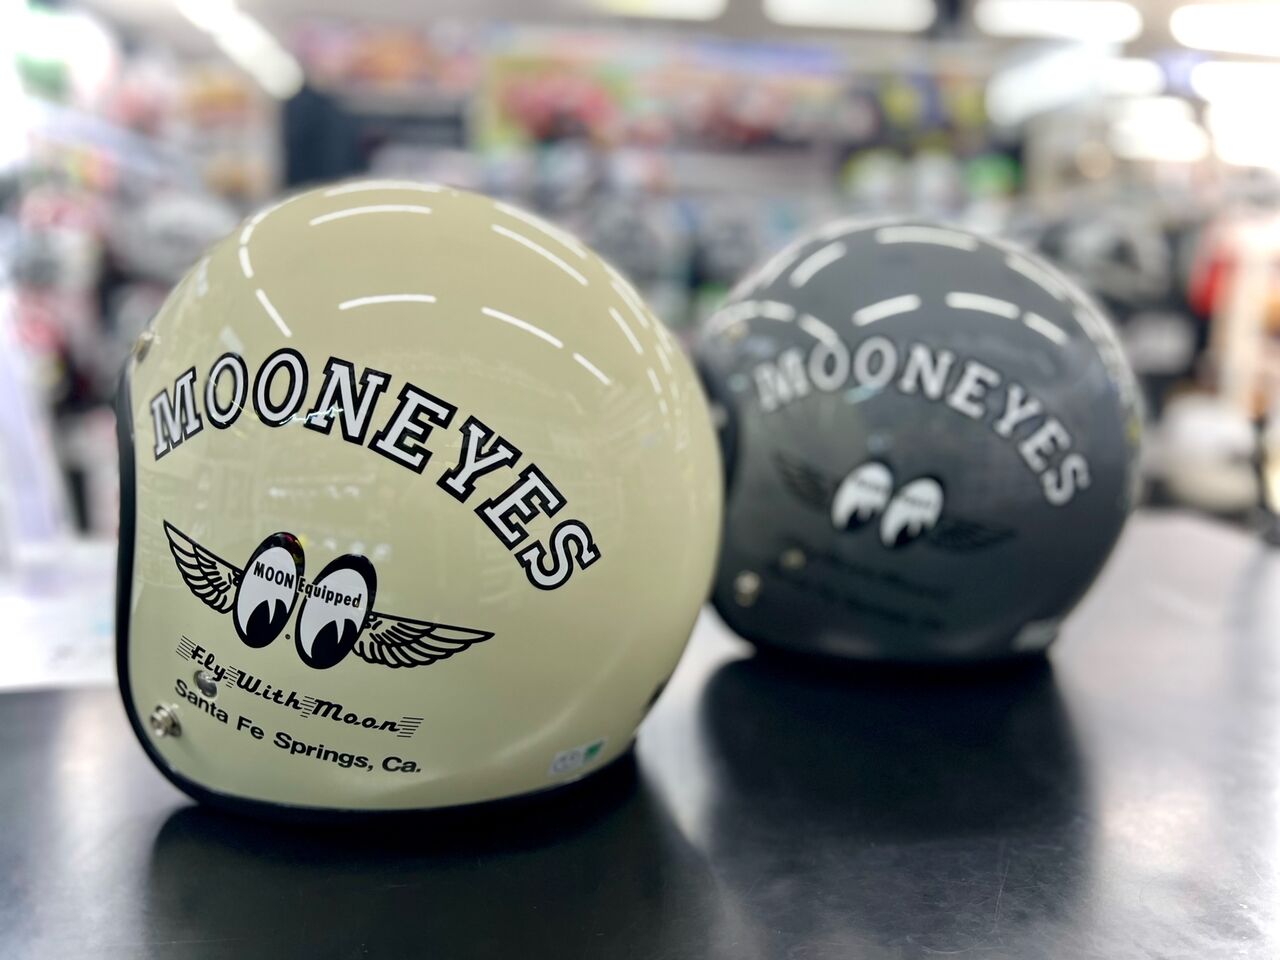 MOONEYES
MOON Equipped
Fly With Moon
Santa Fe Springs, Ca.
MOONEYES